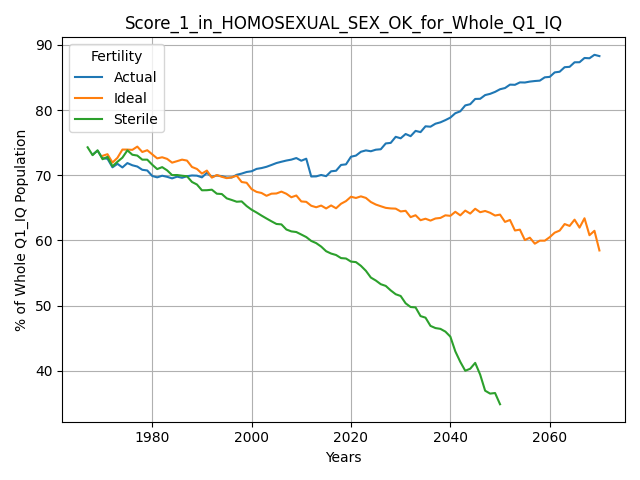 Score_1_in_HOMOSEXUAL_SEX_OK_for_Whole_Q1_IQ
90
80
70
60
50
40
% of Whole Q1_IQ Population
Fertility
Actual
Ideal
Sterile
1980 2000 2020 2040 2060
Years